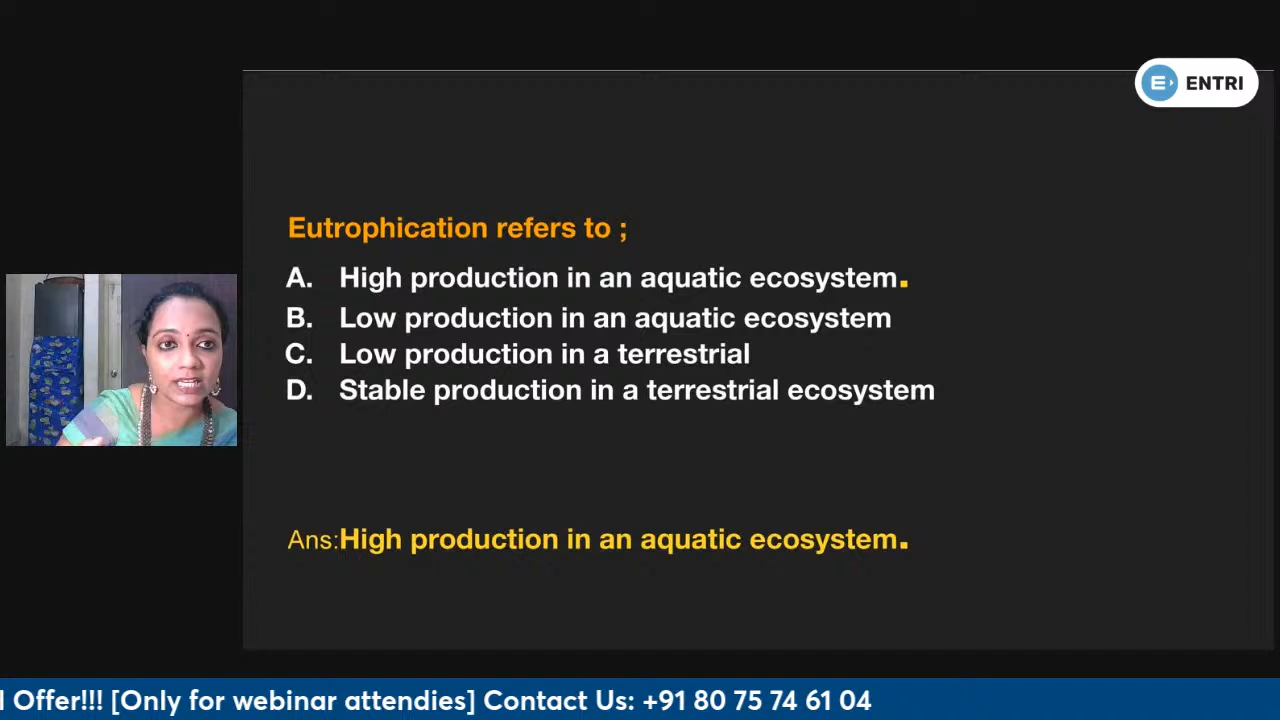 ENTRI
Eutrophication refers to ;
A. High production in an aquatic ecosystem.
B. Low production in an aquatic ecosystem
C. Low production in a terrestrial
D. Stable production in a terrestrial ecosystem
Ans:High production in an aquatic ecosystem.
Offer!!! [Only for webinar attendies] Contact Us: +91 80 75 74 61 04